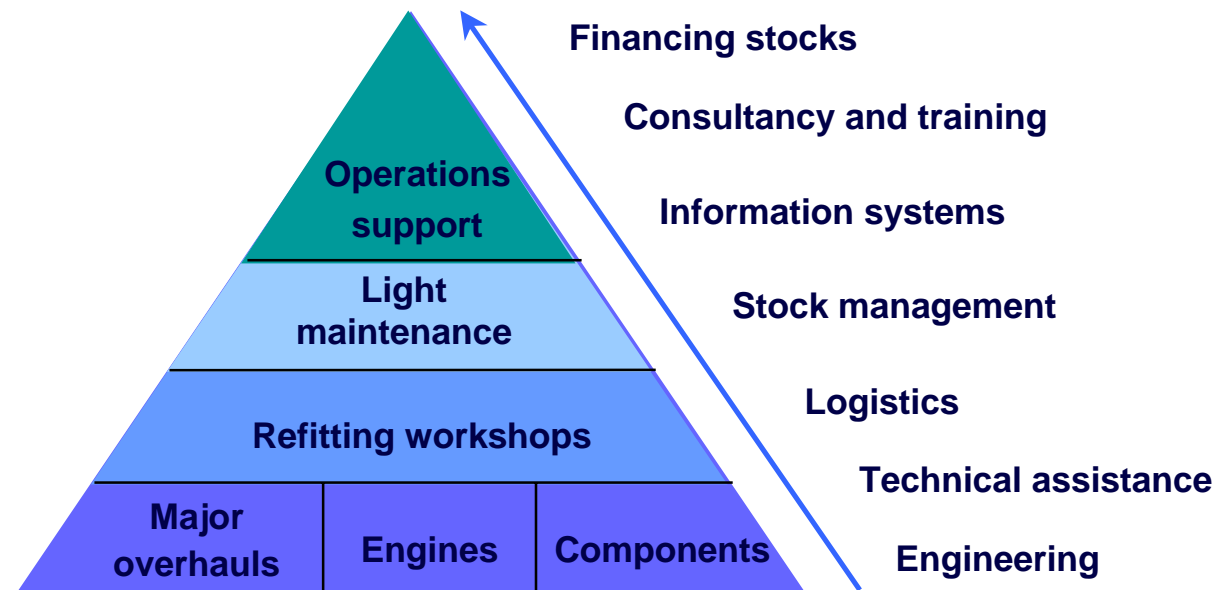 Financing stocks
Consultancy and training
Operations
support
Information systems
Light
maintenance
Stock management
Logistics
Refitting workshops
Technical assistance
Major
overhauls
Engines
Components
Engineering